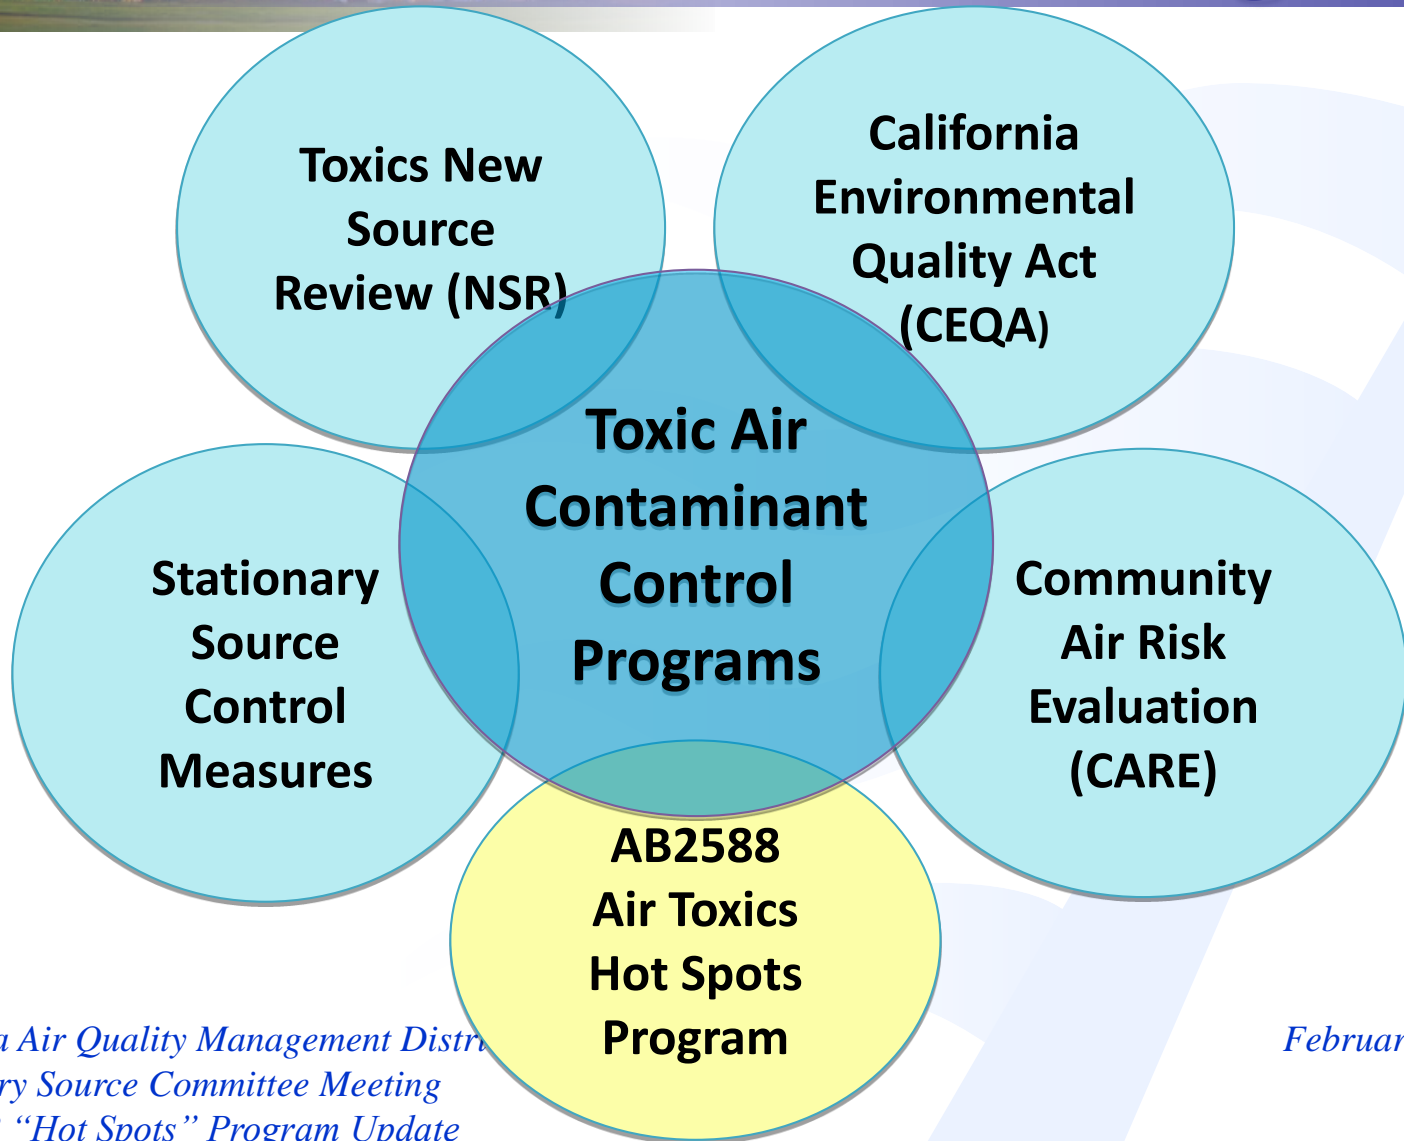 Toxics New
Source
Review (NSR)
California
Environmental
Quality Act
(CEQA)
Toxic Air
Contaminant
Control
Programs
Stationary
Source
Control
Measures
Community
Air Risk
Evaluation
(CARE)
AB2588
Air Toxics
Hot Spots
Program
Air Quality Management
Source Committee Meeting
“Hot Spots” Program Update